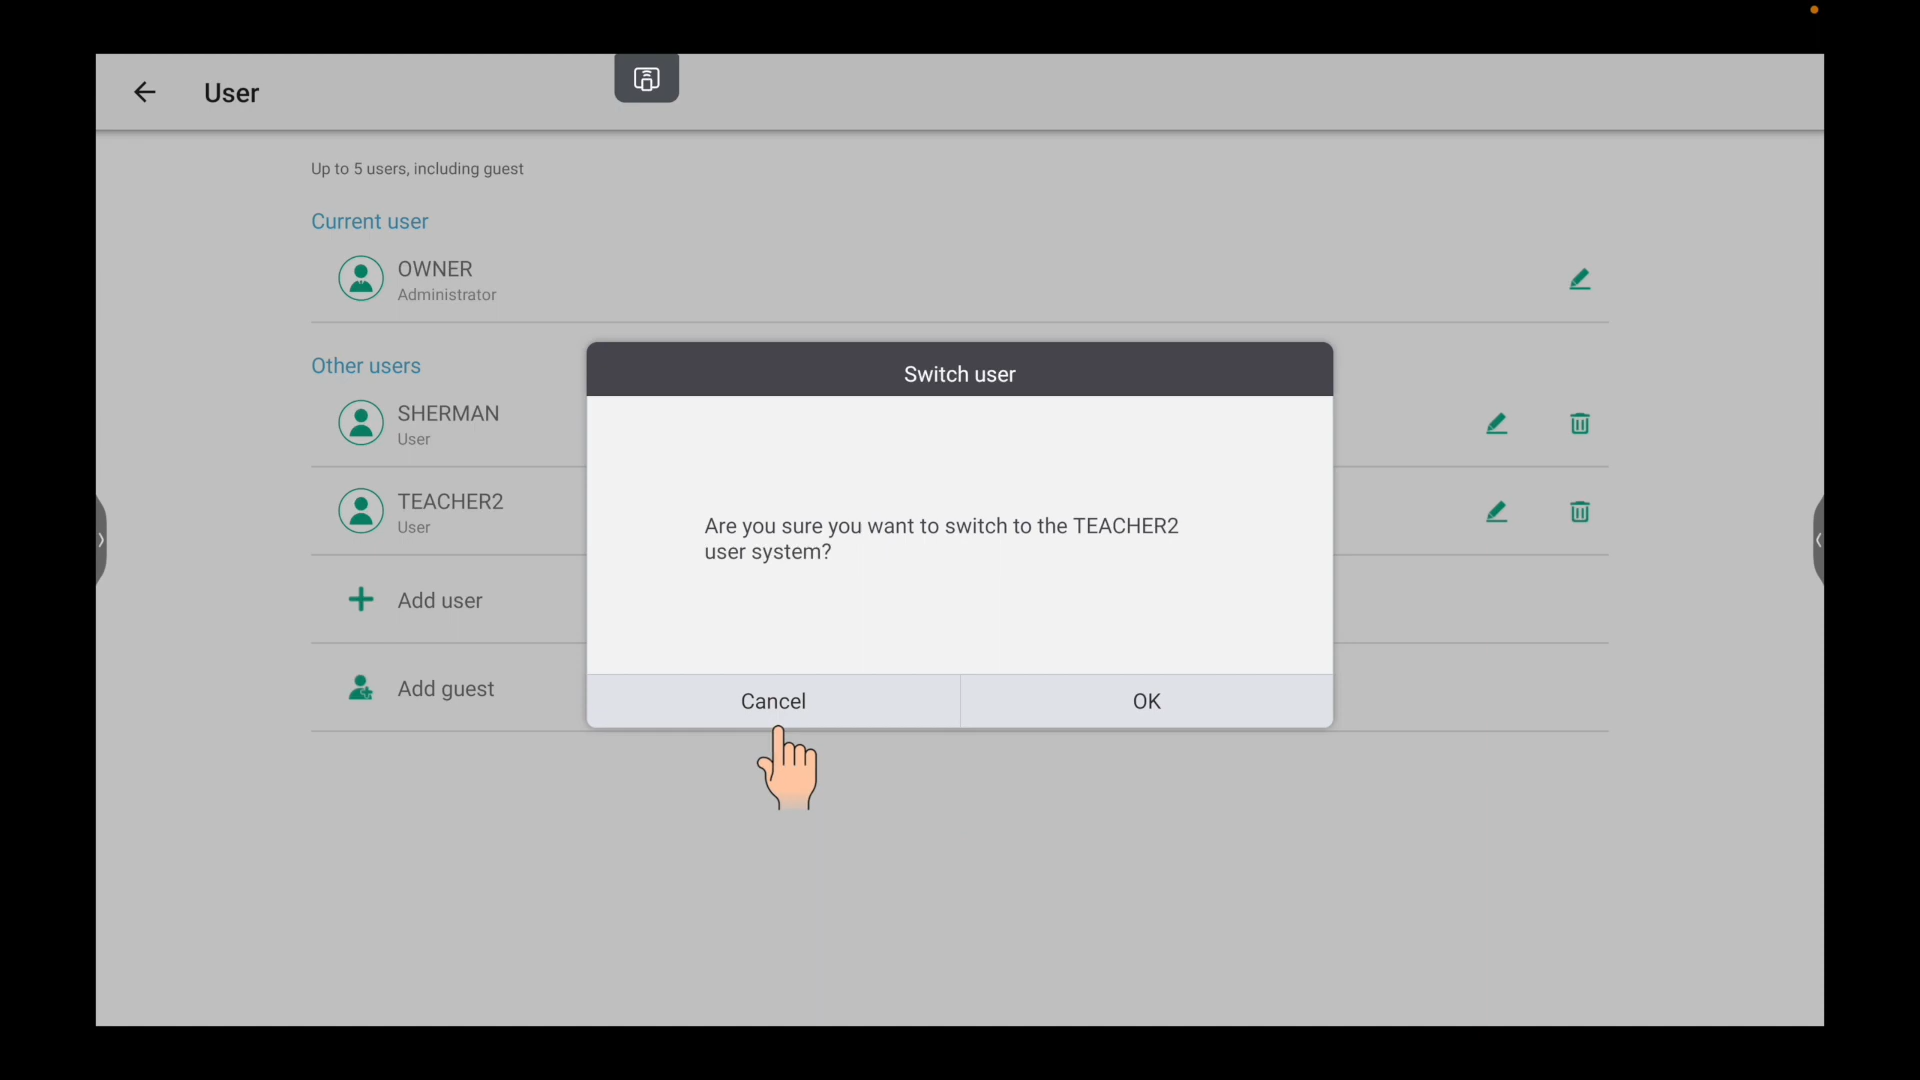 User
Up to 5 users, including guest
Current user
OWNER
Administrator
Other users
SHERMAN
User
TEACHER2
User
Add user
Add guest
Switch user
Are you sure you want to switch to the TEACHER2
user system?
Cancel
OK